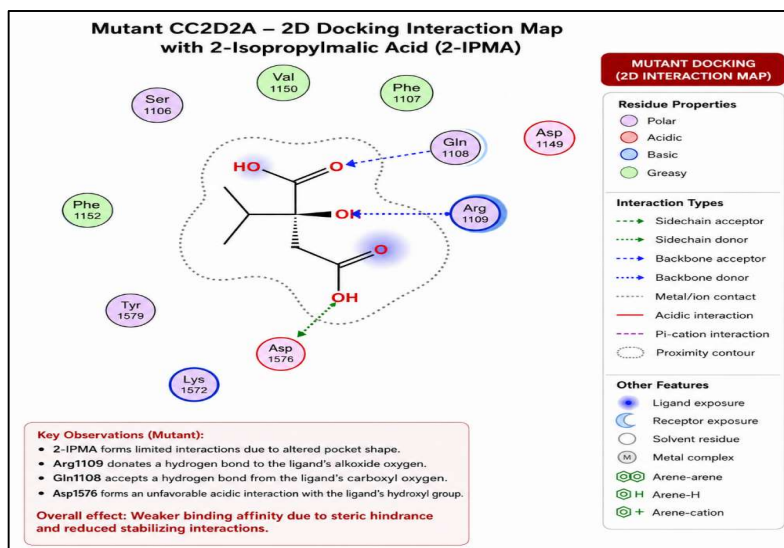 Mutant CC2D2A – 2D Docking Interaction Map
with 2-Isopropylmalic Acid (2-IPMA)
Val
1150
Phe
1107
Ser
1106
Gln
1108
Asp
1149
HO
O
Phe
1152
OH
Arg
1109
O
OH
Tyr
1579
Asp
1576
Lys
1572
Key Observations (Mutant):
• 2-IPMA forms limited interactions due to altered pocket shape.
• Arg1109 donates a hydrogen bond to the ligand's alkoxide oxygen.
• Gln1108 accepts a hydrogen bond from the ligand's carboxyl oxygen.
• Asp1576 forms an unfavorable acidic interaction with the ligand's hydroxyl group.
Overall effect: Weaker binding affinity due to steric hindrance
and reduced stabilizing interactions.
MUTANT DOCKING
(2D INTERACTION MAP)
Residue Properties
Polar
Acidic
Basic
Greasy
Interaction Types
Sidechain acceptor
Sidechain donor
Backbone acceptor
Backbone donor
Metal/ion contact
Acidic interaction
Pi-cation interaction
Proximity contour
Other Features
Ligand exposure
Receptor exposure
Solvent residue
M Metal complex
Arene-arene
H Arene-H
+ Arene-cation